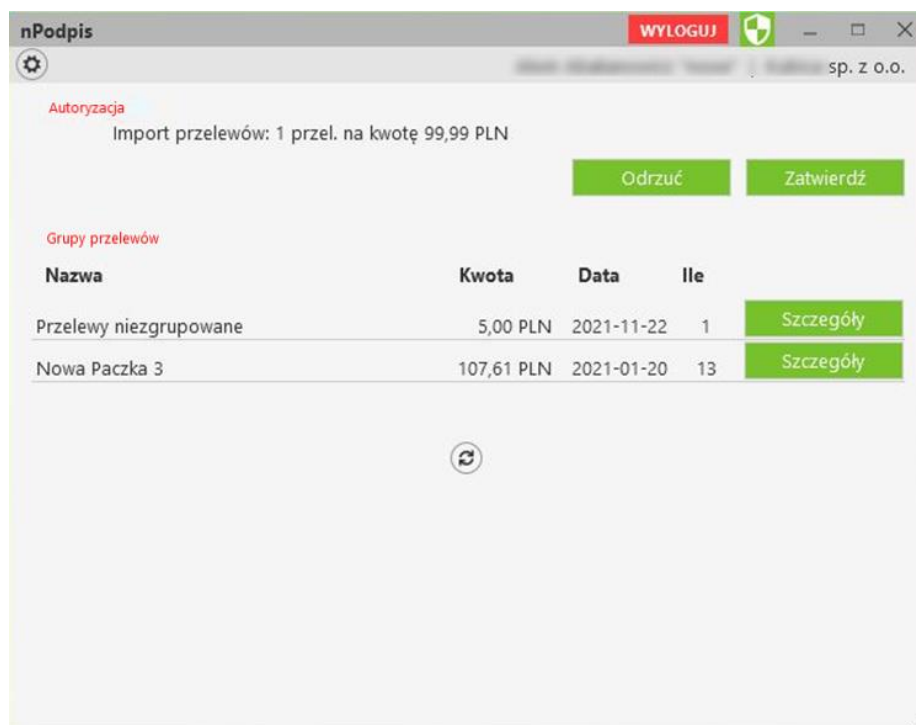 nPodpis WYLOGUJ
sp. z o.o.
Autoryzacja
Import przelewów: 1 przel. na kwotę 99,99 PLN
Odrzuć Zatwierdź
Grupy przelewów
Nazwa Kwota Data Ile
Przelewy niezgrupowane 5,00 PLN 2021-11-22 1 Szczegóły
Nowa Paczka 3 107,61 PLN 2021-01-20 13 Szczegóły